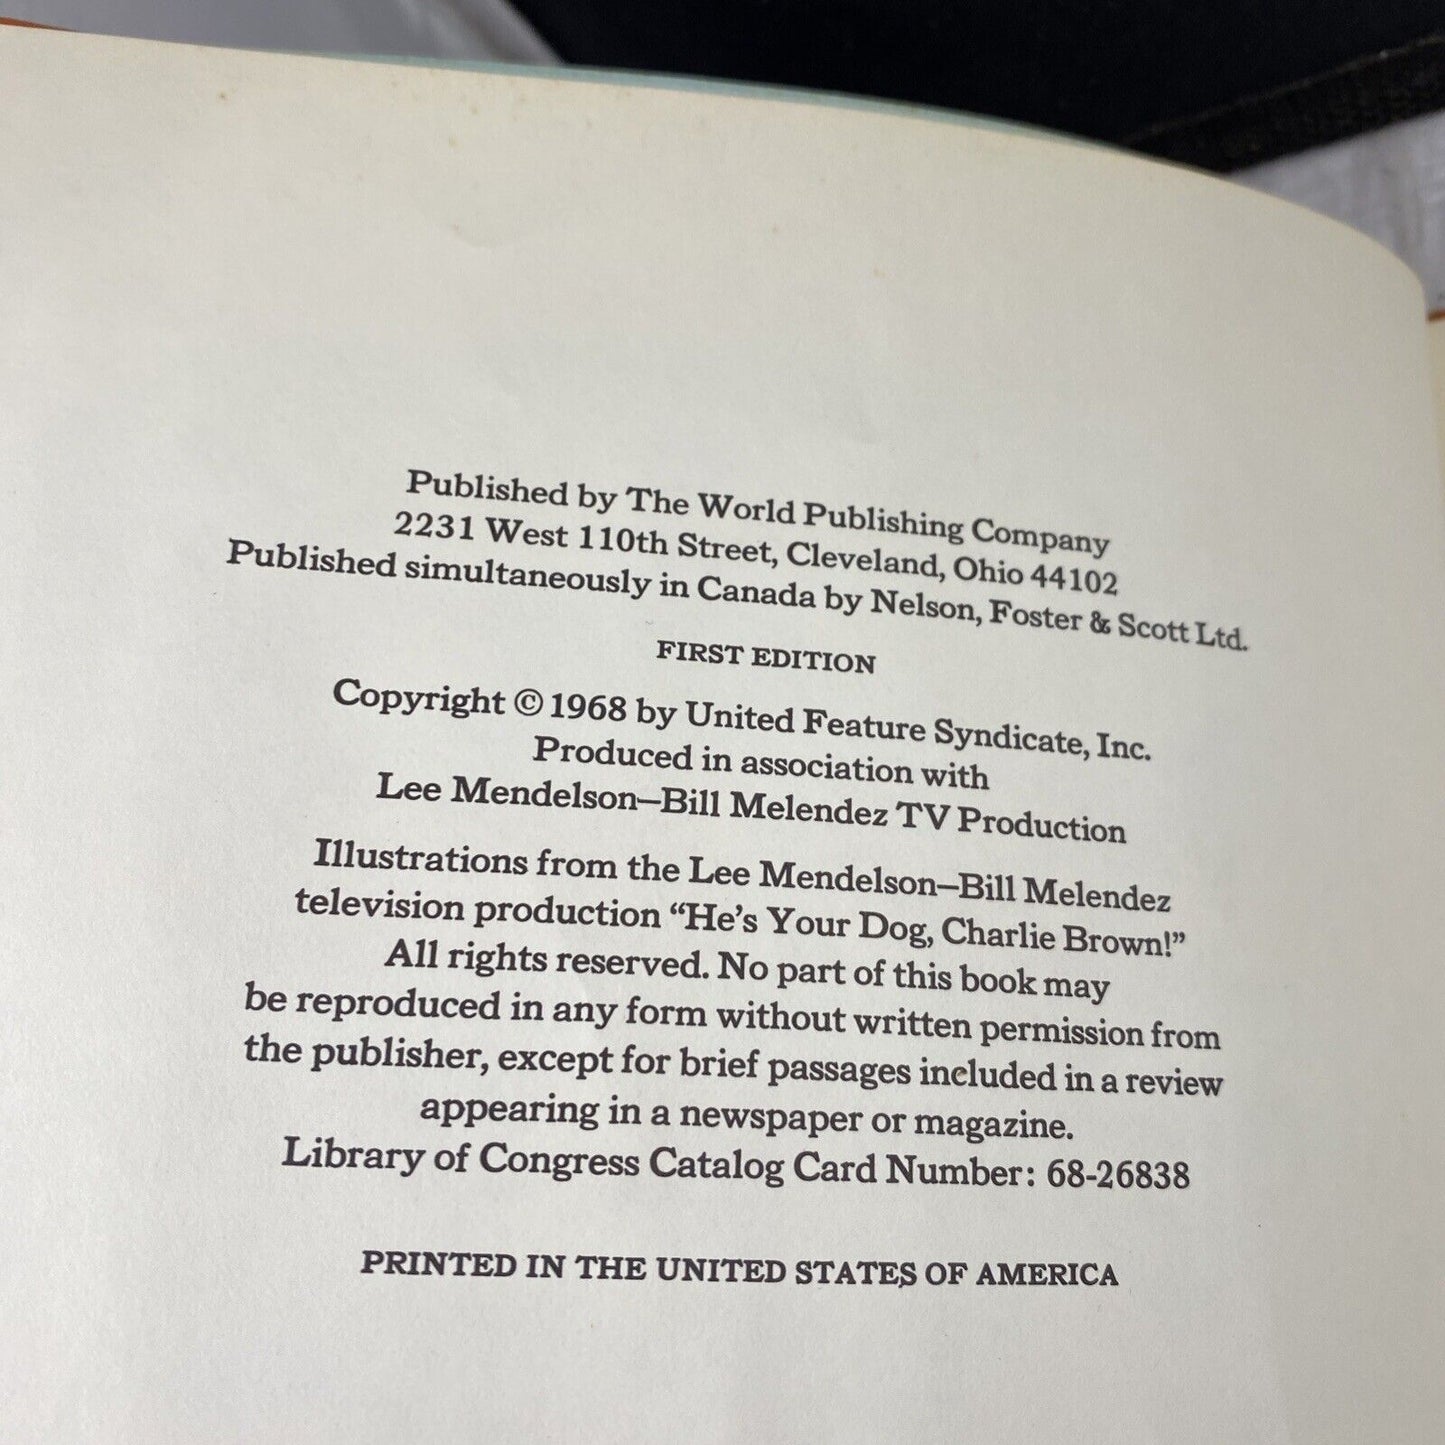 Published by The World Publishing Company
2231 West 110th Street, Cleveland, Ohio 44102
Published simultaneously in Canada by Nelson, Foster & Scott Ltd.
FIRST EDITION
Copyright © 1968 by United Feature Syndicate, Inc.
Produced in association with
Lee Mendelson—Bill Melendez TV Production
Illustrations from the Lee Mendelson—Bill Melendez
television production “He’s Your Dog, Charlie Brown!”
All rights reserved. No part of this book may
be reproduced in any form without written permission from
the publisher, except for brief passages included in a review
appearing in a newspaper or magazine.
Library of Congress Catalog Card Number: 68-26838
PRINTED IN THE UNITED STATES OF AMERICA